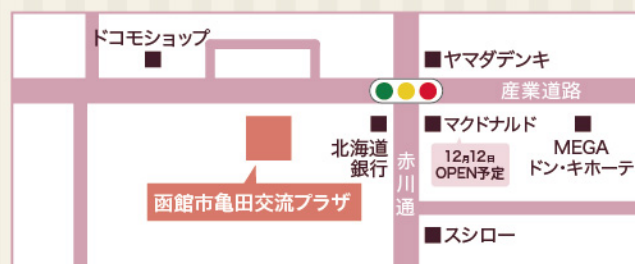 ドコモショップ
ヤマダデンキ
産業道路
北海道
銀行
赤川通
マクドナルド
12月12日
OPEN予定
MEGA
ドン・キホーテ
函館市亀田交流プラザ
スシロー